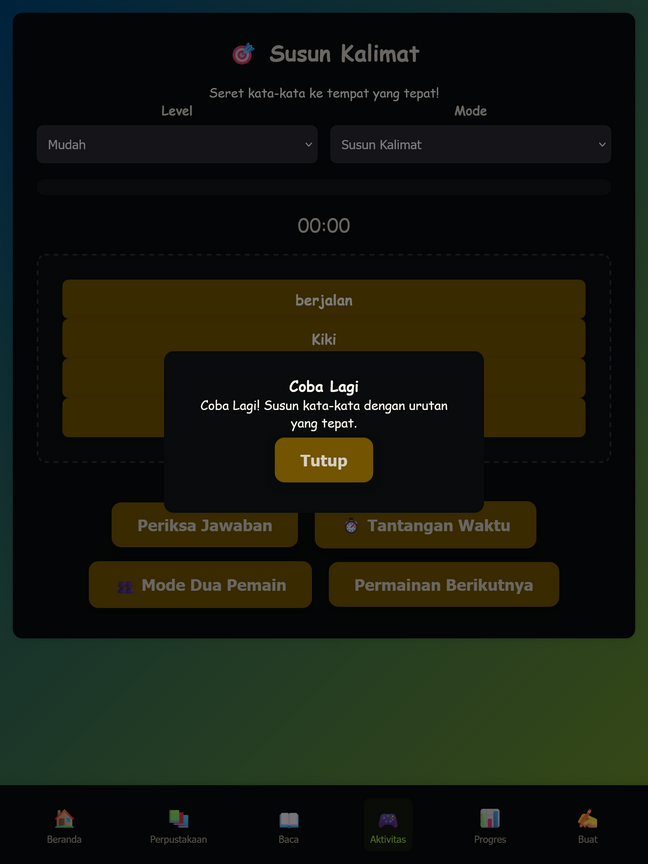 🎯 Susun Kalimat
Seret kata-kata ke tempat yang tepat!
Level
Mode
Mudah
Susun Kalimat
00:00
berjalan
Kiki
Coba Lagi
Coba Lagi! Susun kata-kata dengan urutan
yang tepat.
Tutup
Periksa Jawaban
⏱️ Tantangan Waktu
👥 Mode Dua Pemain
Permainan Berikutnya
Beranda
Perpustakaan
Baca
Aktivitas
Progres
Buat